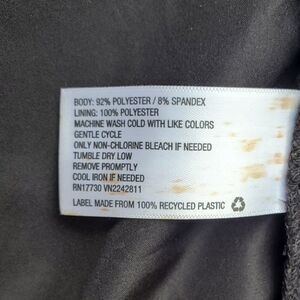 BODY: 92% POLYESTER / 8% SPANDEX
LINING: 100% POLYESTER
MACHINE WASH COLD WITH LIKE COLORS
GENTLE CYCLE
ONLY NON-CHLORINE BLEACH IF NEEDED
TUMBLE DRY LOW
REMOVE PROMPTLY
COOL IRON IF NEEDED
RN17730 VN2242811
LABEL MADE FROM 100% RECYCLED PLASTIC